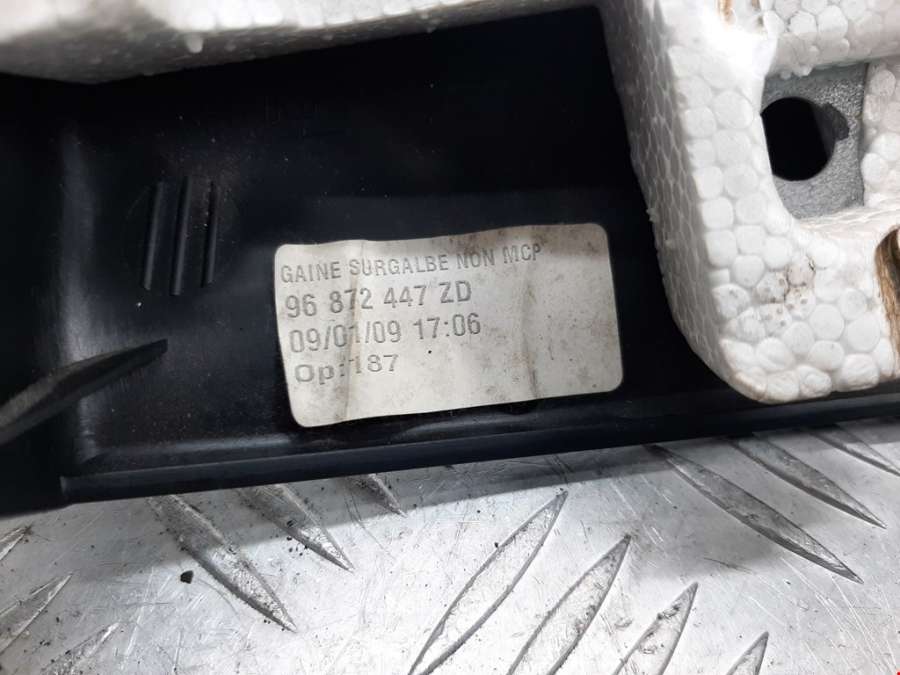 GAINE SURGALBE NON MCP
96 872 447 ZD
09/01/09 17:06
Op:187